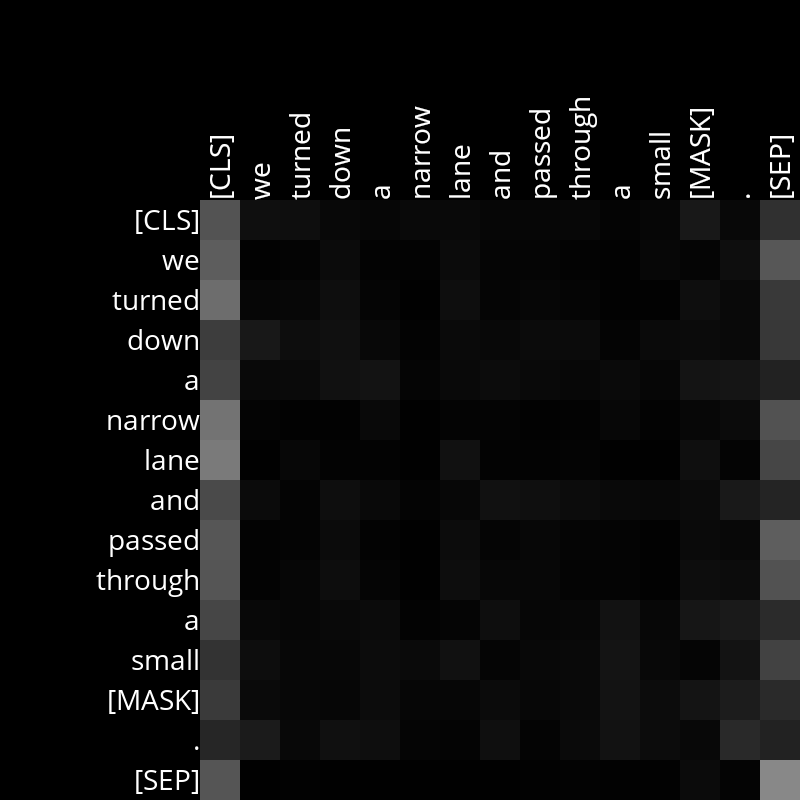 [CLS] we turned down a narrow lane and passed through a small [MASK] . [SEP]
[CLS]
we
turned
down
a
narrow
lane
and
passed
through
a
small
[MASK]
.
[SEP]